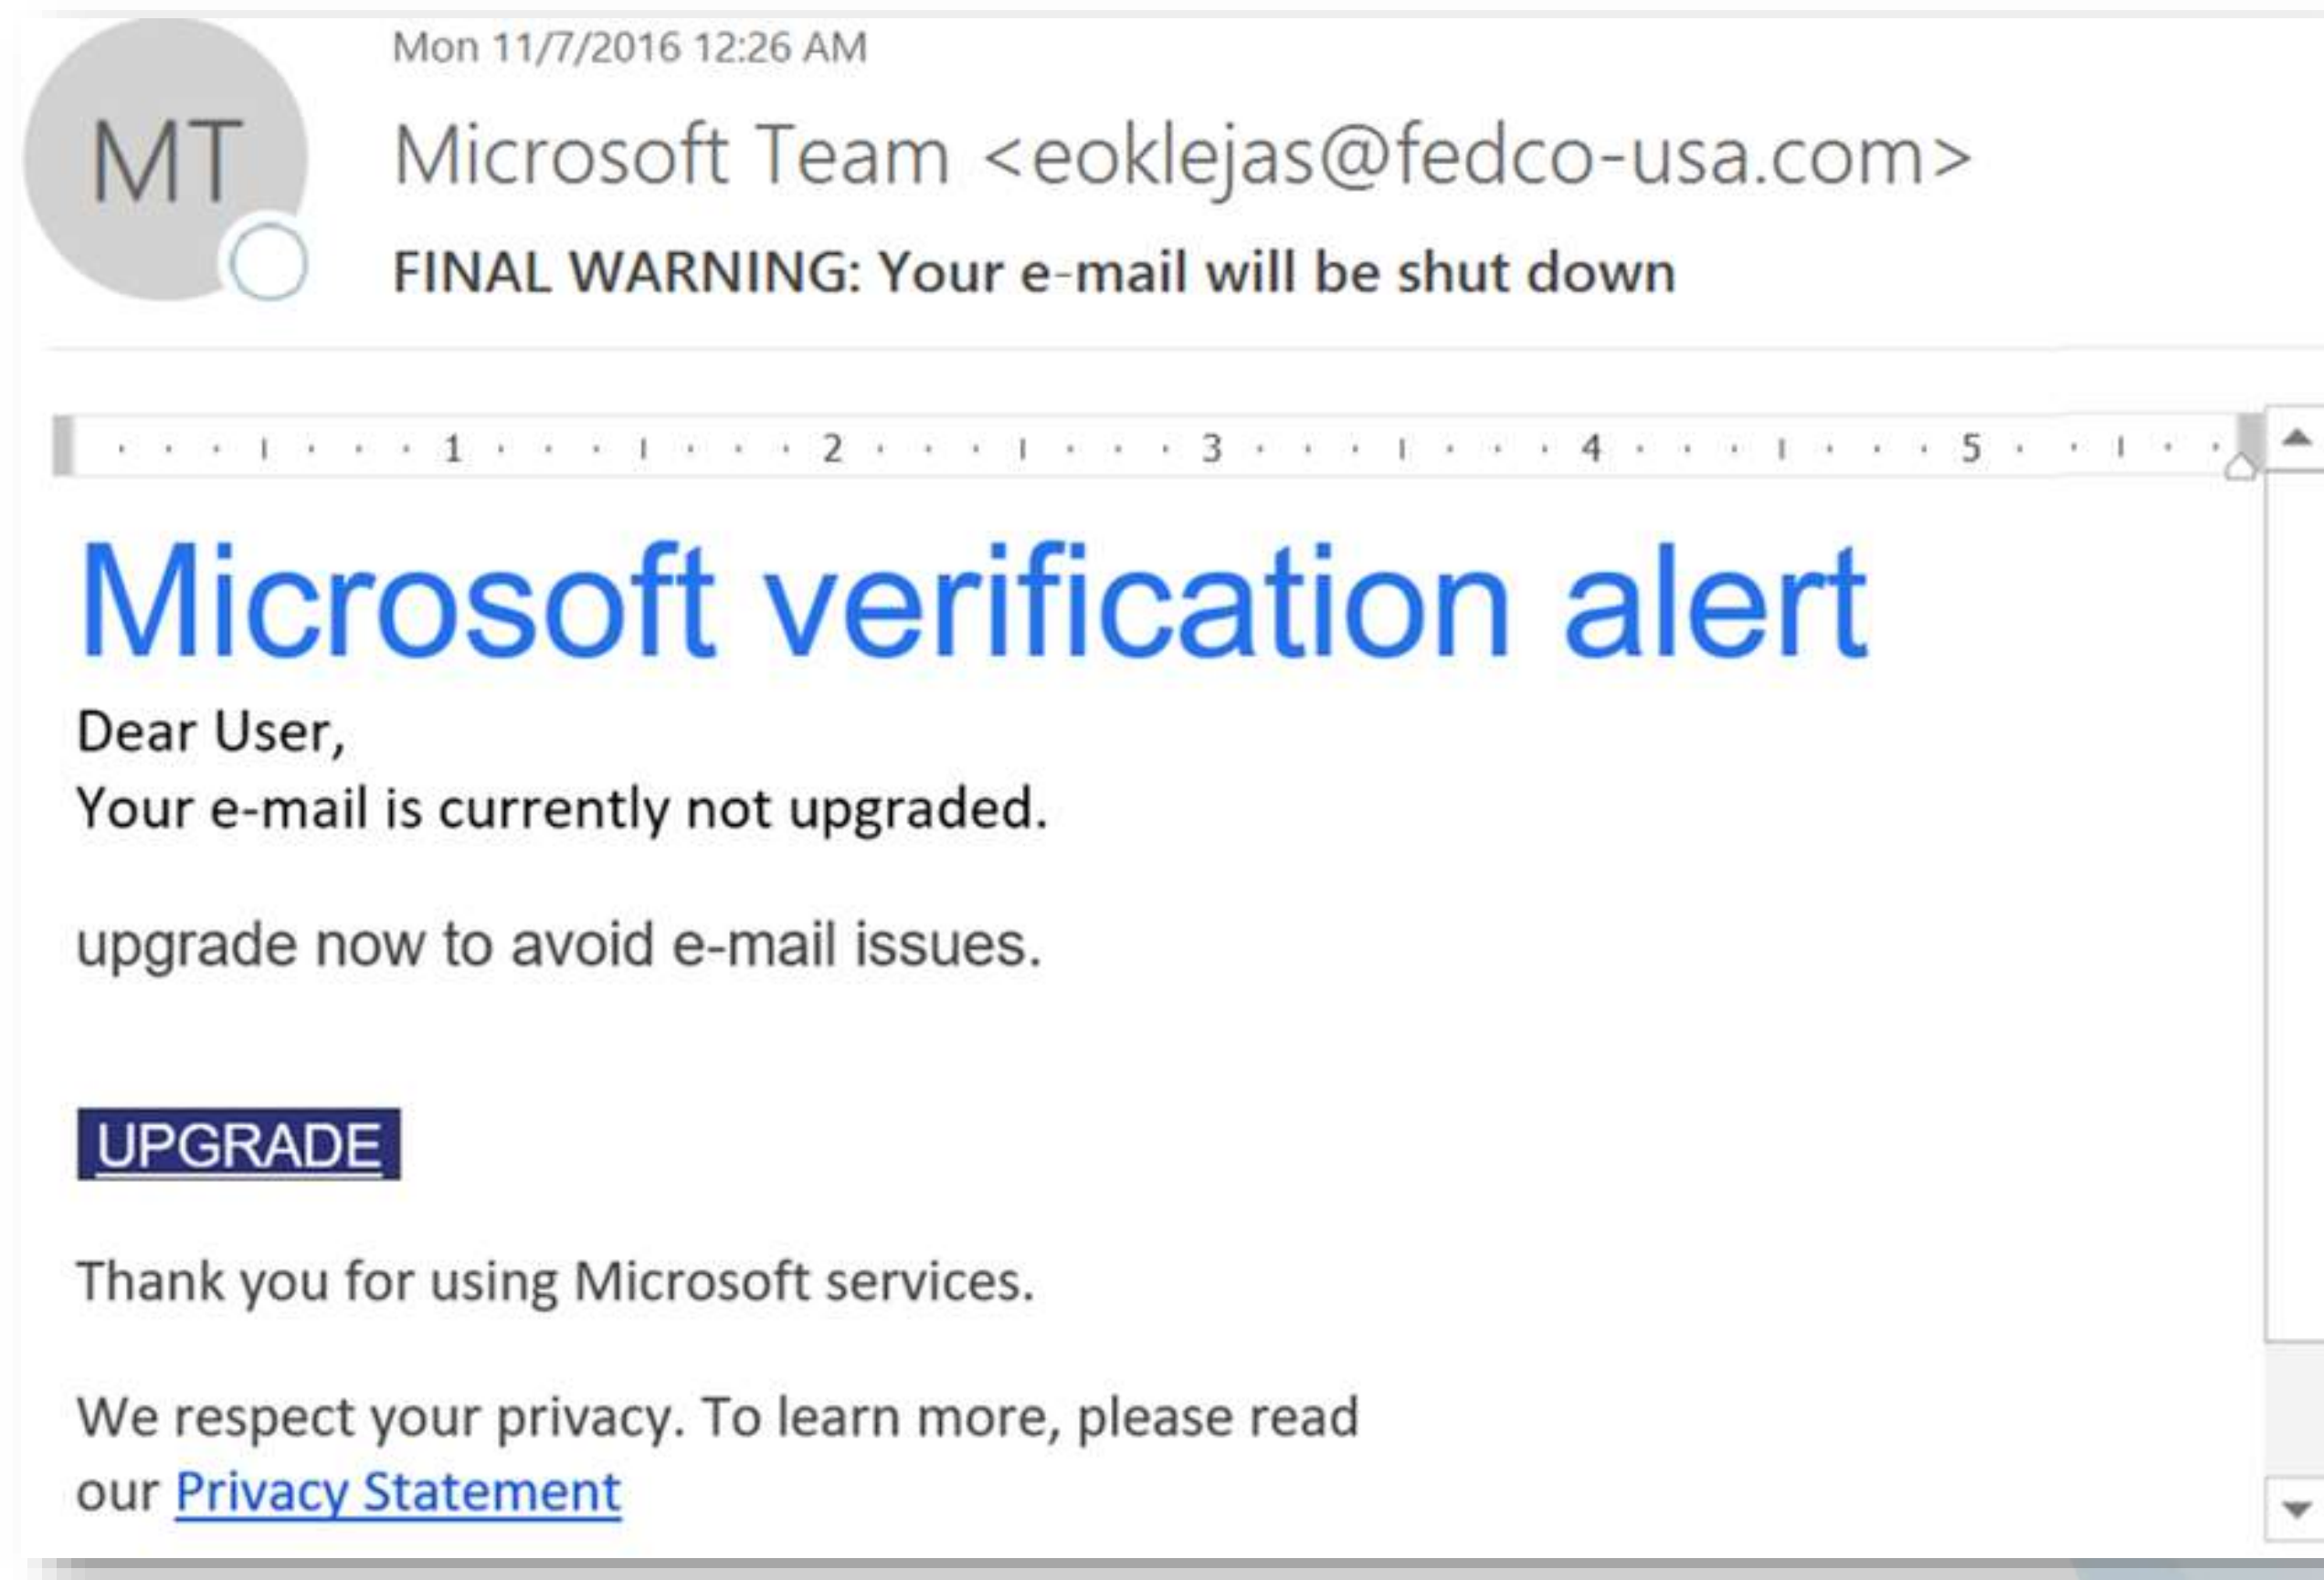 Mon 11/7/2016 12:26 AM
MT
Microsoft Team <eoklejas@fedco-usa.com>
FINAL WARNING: Your e-mail will be shut down
1 2 3 4 5
Microsoft verification alert
Dear User,
Your e-mail is currently not upgraded.
upgrade now to avoid e-mail issues.
UPGRADE
Thank you for using Microsoft services.
We respect your privacy. To learn more, please read
our Privacy Statement